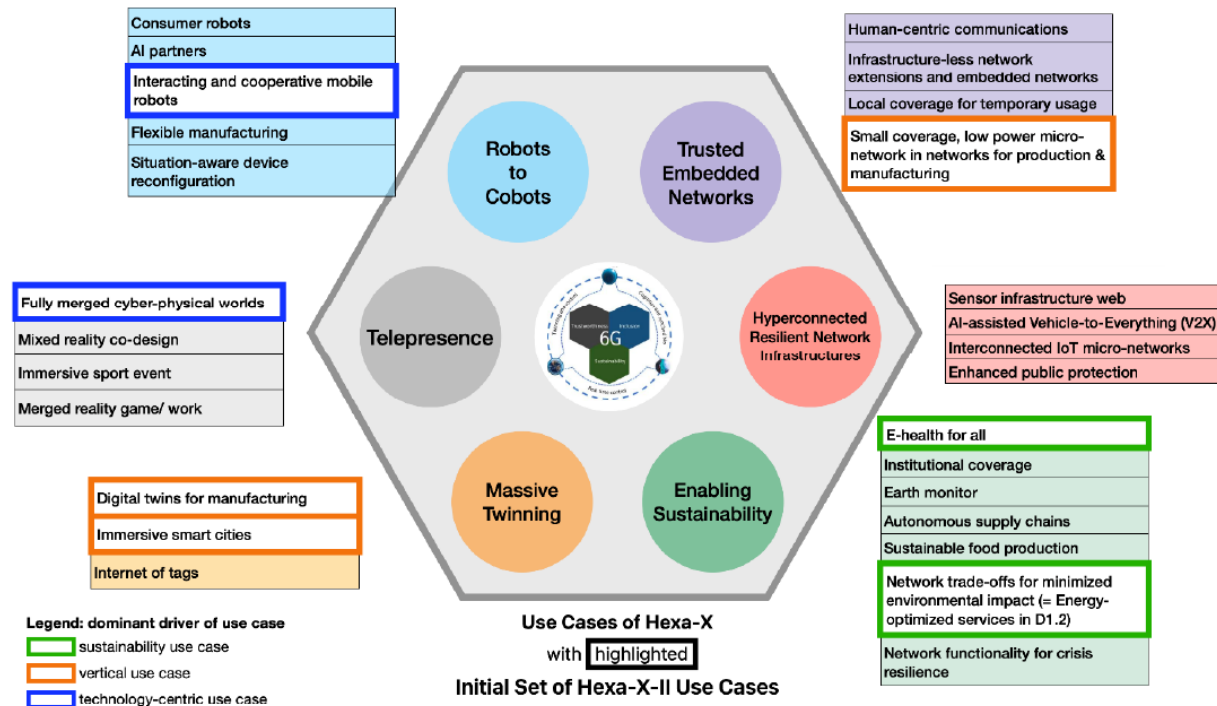 Consumer robots
AI partners
Interacting and cooperative mobile
robots
Flexible manufacturing
Situation-aware device
reconfiguration
Human-centric communications
Infrastructure-less network
extensions and embedded networks
Local coverage for temporary usage
Small coverage, low power micro-
network in networks for production &
manufacturing
Robots
to
Cobots
Trusted
Embedded
Networks
Fully merged cyber-physical worlds
Mixed reality co-design
Immersive sport event
Merged reality game/ work
Telepresence
6G
Inclusion
Sustainability
Hyperconnected
Resilient Network
Infrastructures
Sensor infrastructure web
AI-assisted Vehicle-to-Everything (V2X)
Interconnected IoT micro-networks
Enhanced public protection
Digital twins for manufacturing
Immersive smart cities
Internet of tags
Massive
Twinning
Enabling
Sustainability
E-health for all
Institutional coverage
Earth monitor
Autonomous supply chains
Sustainable food production
Network trade-offs for minimized
environmental impact (= Energy-
optimized services in D1.2)
Network functionality for crisis
resilience
Legend: dominant driver of use case
sustainability use case
vertical use case
technology-centric use case
Use Cases of Hexa-X
with highlighted
Initial Set of Hexa-X-II Use Cases